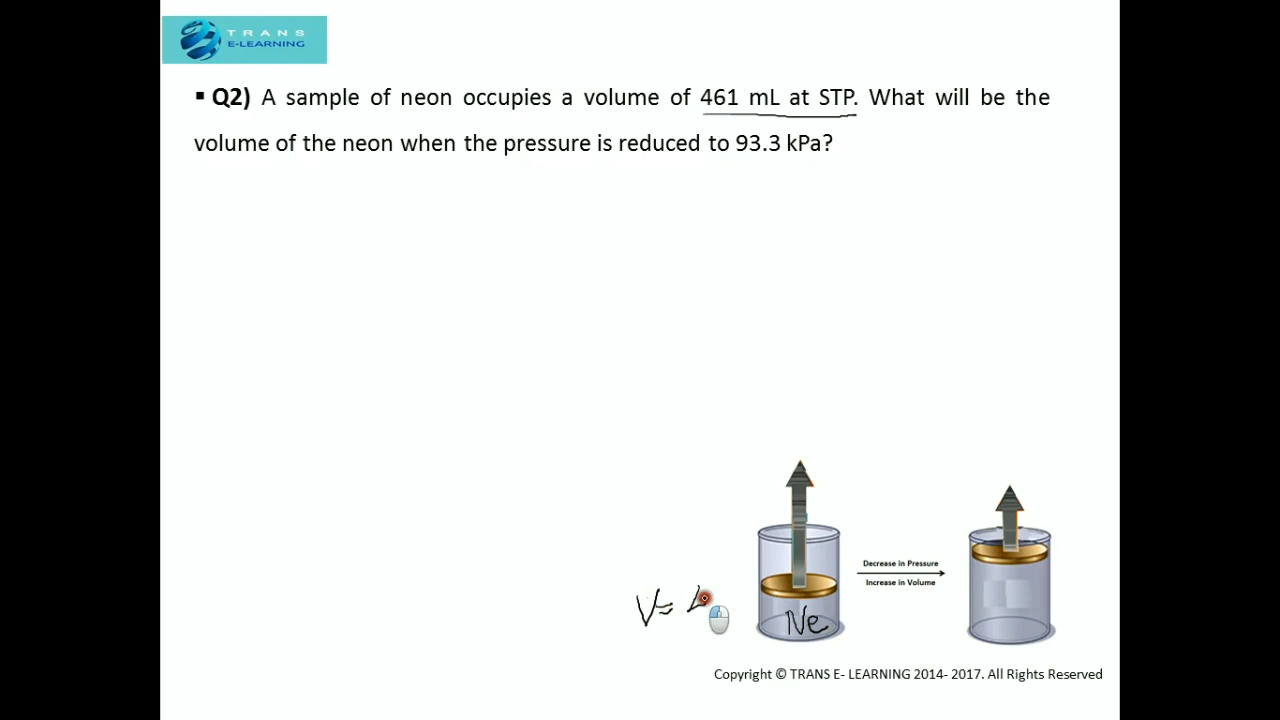 TRANS
E-LEARNING
▪ Q2) A sample of neon occupies a volume of 461 mL at STP. What will be the
volume of the neon when the pressure is reduced to 93.3 kPa?
Decrease in Pressure
Increase in Volume
V=
Ne
Copyright © TRANS E- LEARNING 2014- 2017. All Rights Reserved